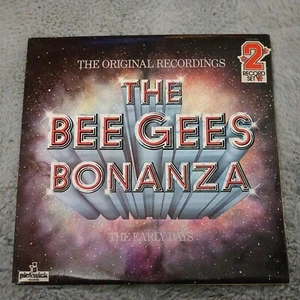 THE ORIGINAL RECORDINGS
2
RECORD
SET
THE
BEE GEES
BONANZA
THE EARLY DAYS
pickwick